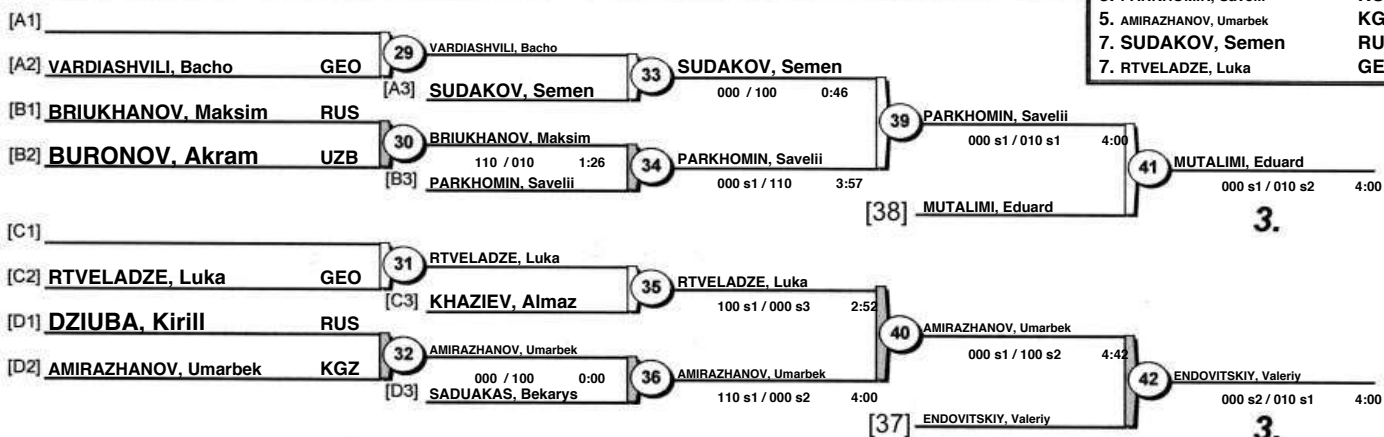 5. AMIRAZHANOV, Umarbek KG
7. SUDAKOV, Semen RU
7. RTVELADZE, Luka GE
[A1]
[A2] VARDIASHVILI, Bacho GEO
29 VARDIASHVILI, Bacho
[A3] SUDAKOV, Semen
33 SUDAKOV, Semen
000 / 100 0:46
[B1] BRIUKHANOV, Maksim RUS
[B2] BURONOV, Akram UZB
30 BRIUKHANOV, Maksim
110 / 010 1:26
[B3] PARKHOMIN, Savelii
34 PARKHOMIN, Savelii
000 s1 / 110 3:57
39 PARKHOMIN, Savelii
000 s1 / 010 s1 4:00
[38] MUTALIMI, Eduard
41 MUTALIMI, Eduard
000 s1 / 010 s2 4:00
3.
[C1]
[C2] RTVELADZE, Luka GEO
31 RTVELADZE, Luka
[C3] KHAZIEV, Almaz
35 RTVELADZE, Luka
100 s1 / 000 s3 2:52
[D1] DZIUBA, Kirill RUS
[D2] AMIRAZHANOV, Umarbek KGZ
32 AMIRAZHANOV, Umarbek
000 / 100 0:00
[D3] SADUAKAS, Bekarys
36 AMIRAZHANOV, Umarbek
110 s1 / 000 s2 4:00
40 AMIRAZHANOV, Umarbek
000 s1 / 100 s2 4:42
[37] ENDOVITSKIY, Valeriy
42 ENDOVITSKIY, Valeriy
000 s2 / 010 s1 4:00
3.